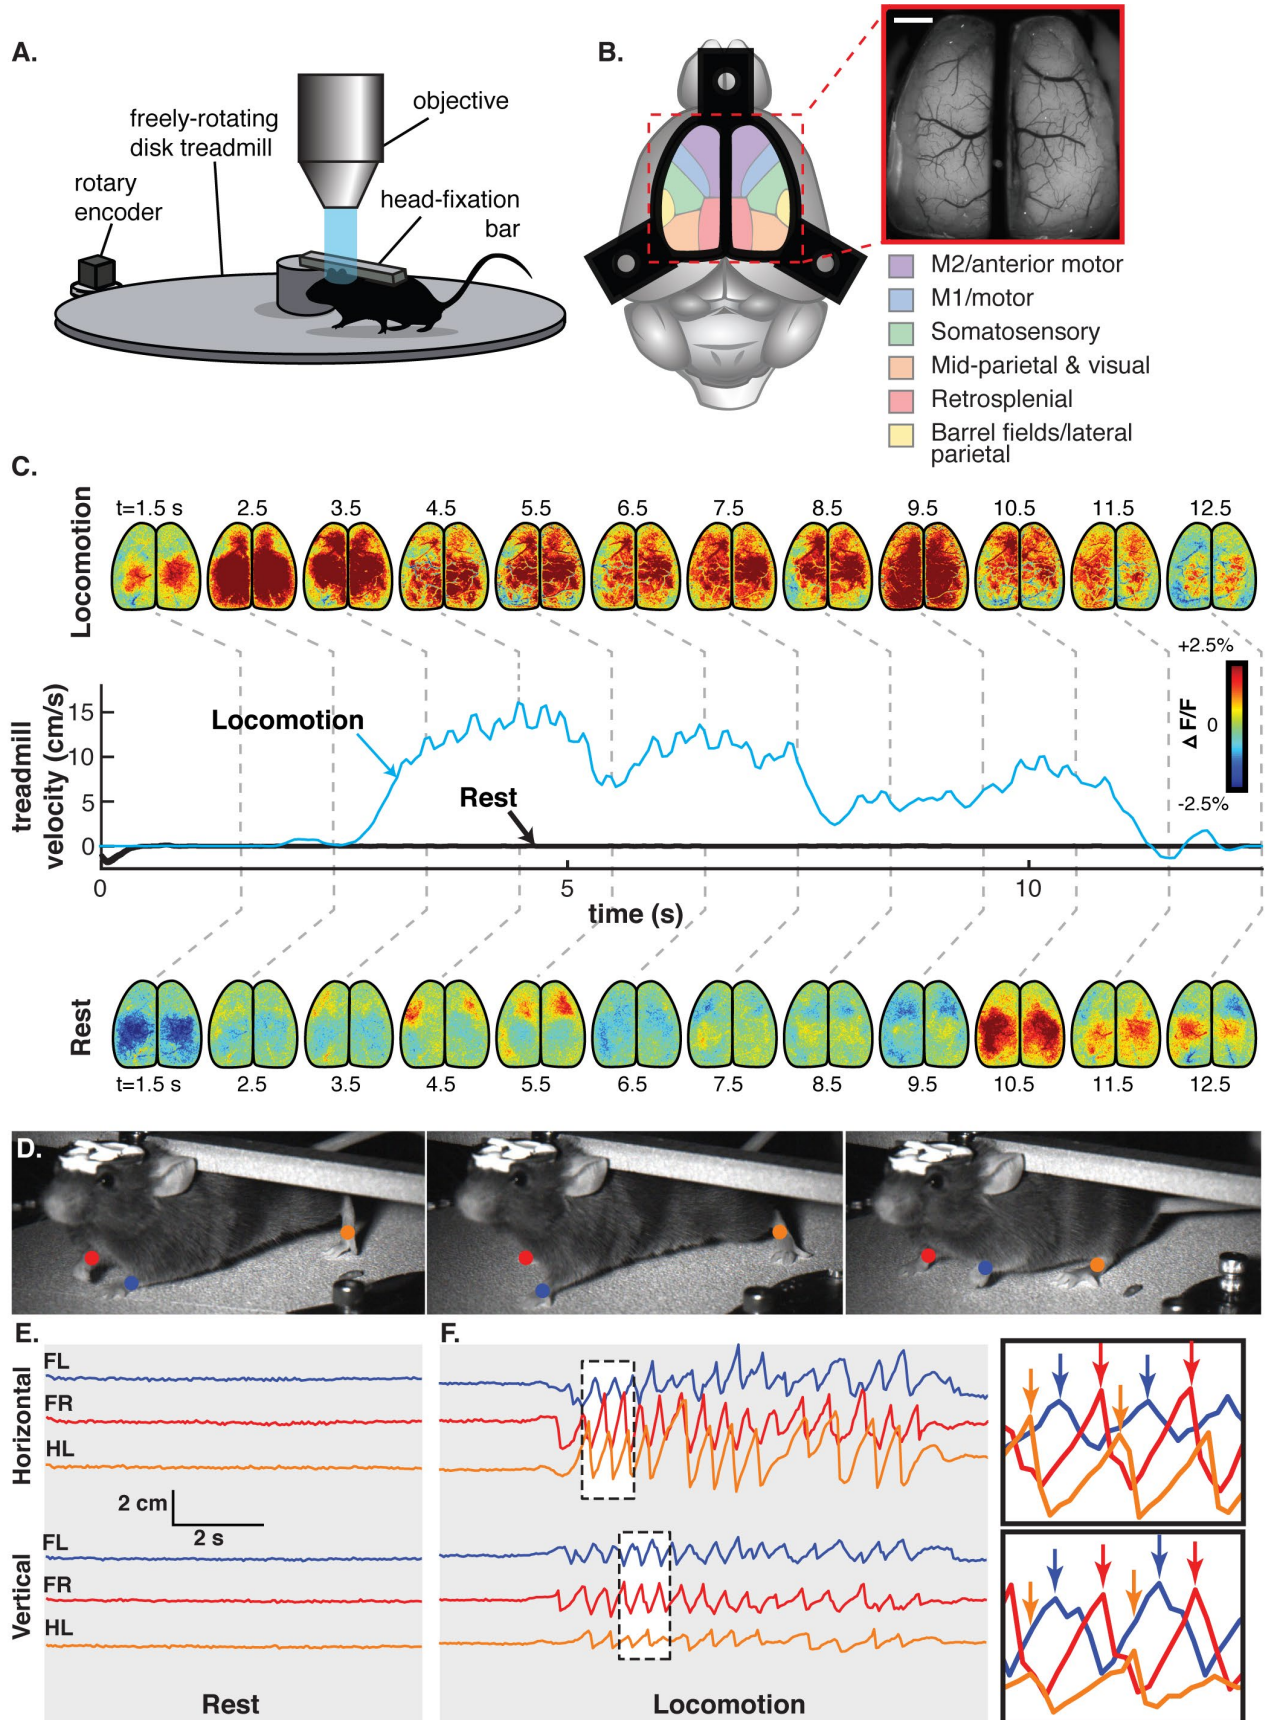 A.
objective
freely-rotating
disk treadmill
rotary
encoder
head-fixation
bar
B.
M2/anterior motor
M1/motor
Somatosensory
Mid-parietal & visual
Retrosplenial
Barrel fields/lateral
parietal
C.
Locomotion
t=1.5 s 2.5 3.5 4.5 5.5 6.5 7.5 8.5 9.5 10.5 11.5 12.5
treadmill
velocity (cm/s)
15
10
5
0
Locomotion
Rest
+2.5%
Δ F/F
0
-2.5%
0 5 10
time (s)
Rest
t=1.5 s 2.5 3.5 4.5 5.5 6.5 7.5 8.5 9.5 10.5 11.5 12.5
D.
E.
F.
Horizontal
FL
FR
HL
2 cm
2 s
Vertical
FL
FR
HL
Rest
Locomotion